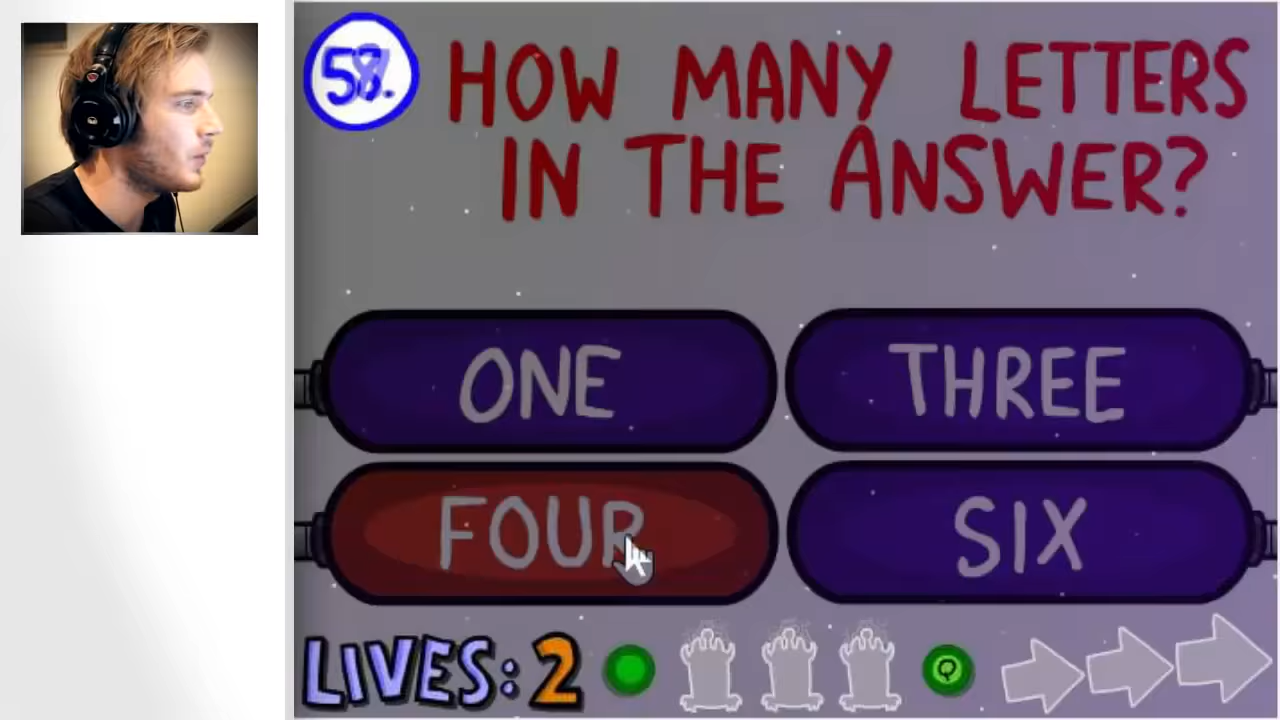 58.
HOW MANY LETTERS
IN THE ANSWER?
ONE
THREE
FOUR
SIX
LIVES: 2